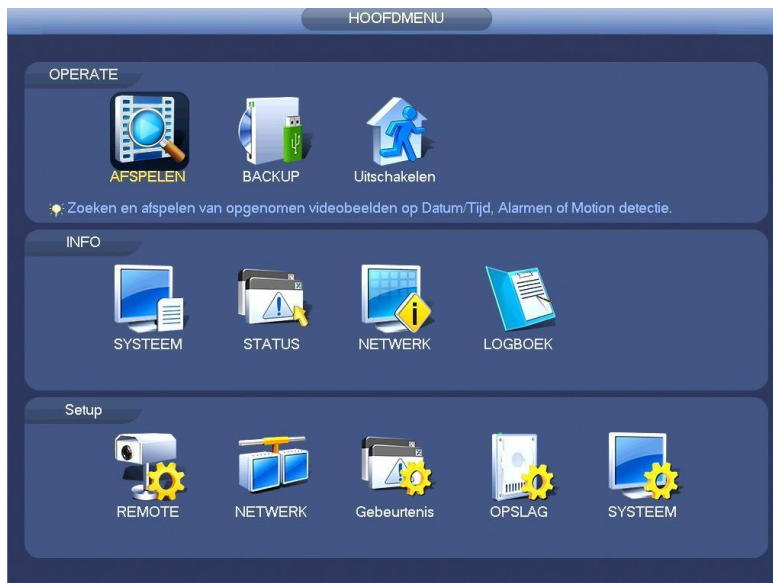 HOOFDMENU
OPERATE
AFSPELEN BACKUP Uitschakelen
Zoeken en afspelen van opgenomen videobeelden op Datum/Tijd, Alarmen of Motion detectie.
INFO
SYSTEEM STATUS NETWERK LOGBOEK
Setup
REMOTE NETWERK Gebeurtenis OPSLAG SYSTEEM